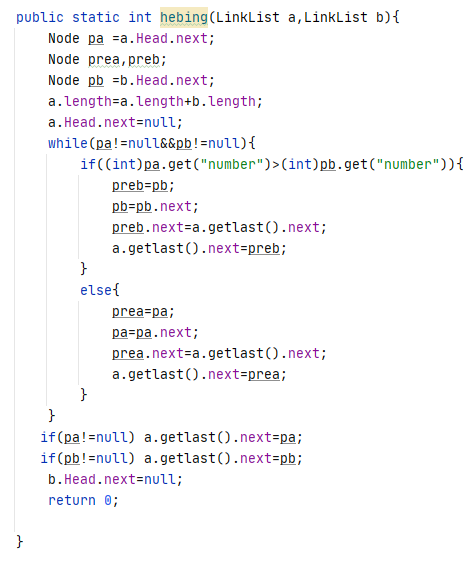 public static int hebing(LinkList a,LinkList b){
Node pa =a.Head.next;
Node prea,preb;
Node pb =b.Head.next;
a.length=a.length+b.length;
a.Head.next=null;
while(pa!=null&&pb!=null){
if((int)pa.get("number")>(int)pb.get("number")){
preb=pb;
pb=pb.next;
preb.next=a.getlast().next;
a.getlast().next=preb;
}
else{
prea=pa;
pa=pa.next;
prea.next=a.getlast().next;
a.getlast().next=prea;
}
}
if(pa!=null) a.getlast().next=pa;
if(pb!=null) a.getlast().next=pb;
b.Head.next=null;
return 0;
}